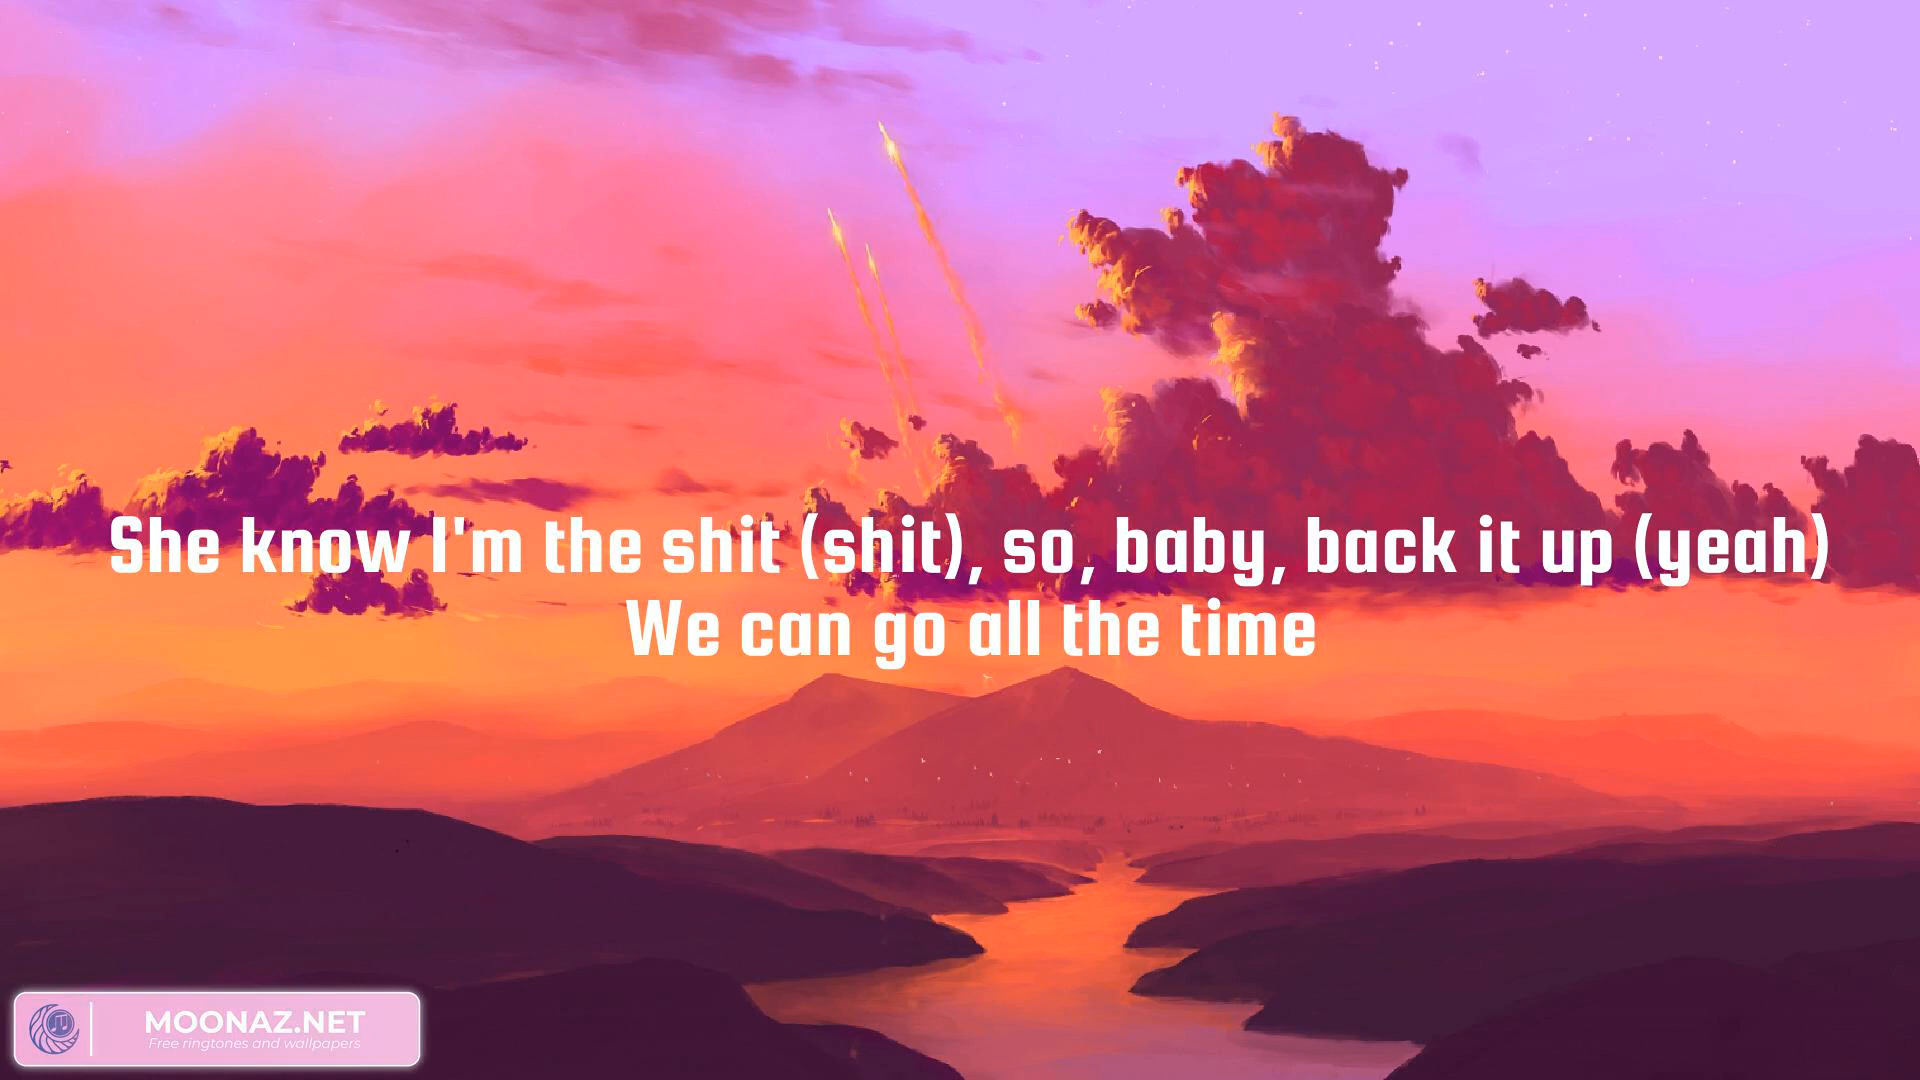 She know I'm the shit (shit), so, baby, back it up (yeah)
We can go all the time
MOONAZ.NET
Free ringtones and wallpapers